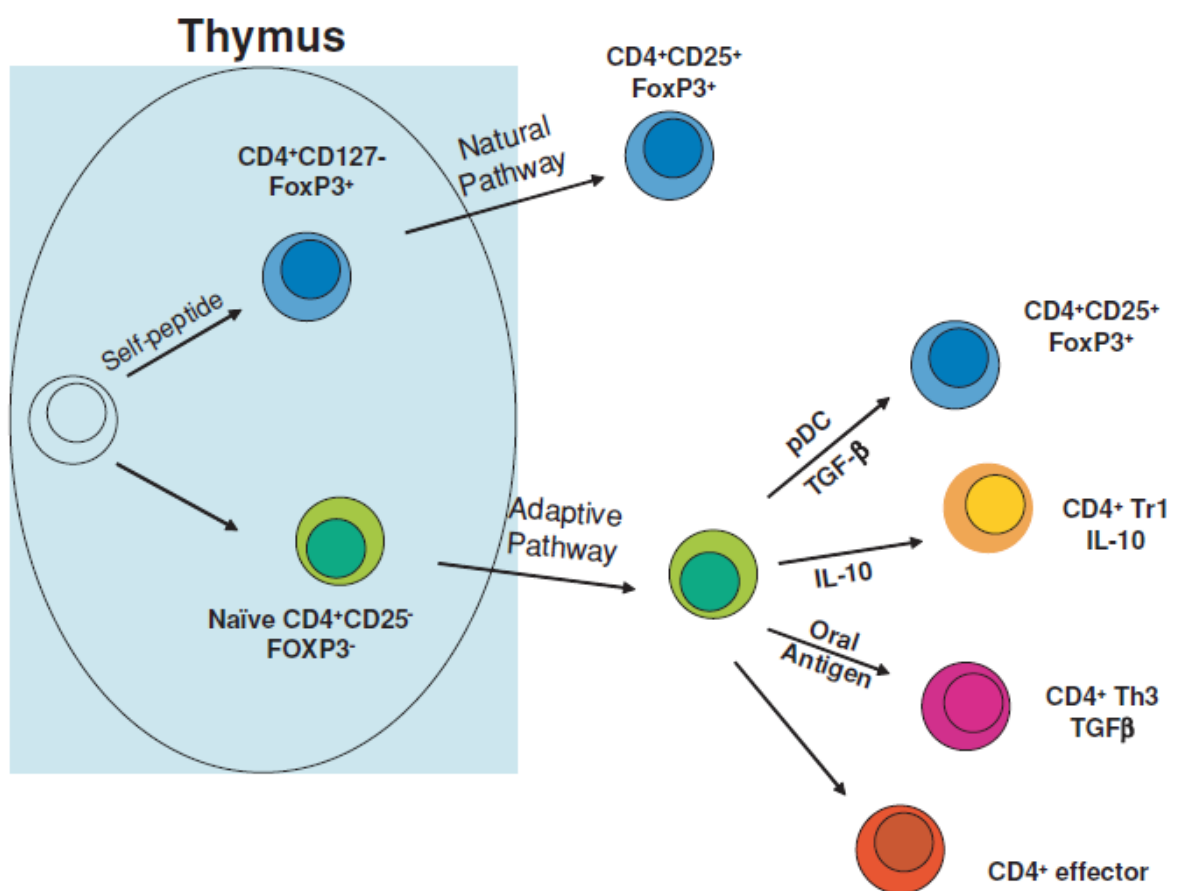 Thymus
CD4⁺CD25⁺
FoxP3⁺
Natural
Pathway
CD4⁺CD127-
FoxP3⁺
Self-peptide
CD4⁺CD25⁺
FoxP3⁺
pDC
TGF-β
Adaptive
Pathway
CD4⁺ Tr1
IL-10
IL-10
Naïve CD4⁺CD25⁻
FOXP3⁻
Oral
Antigen
CD4⁺ Th3
TGFβ
CD4⁺ effector